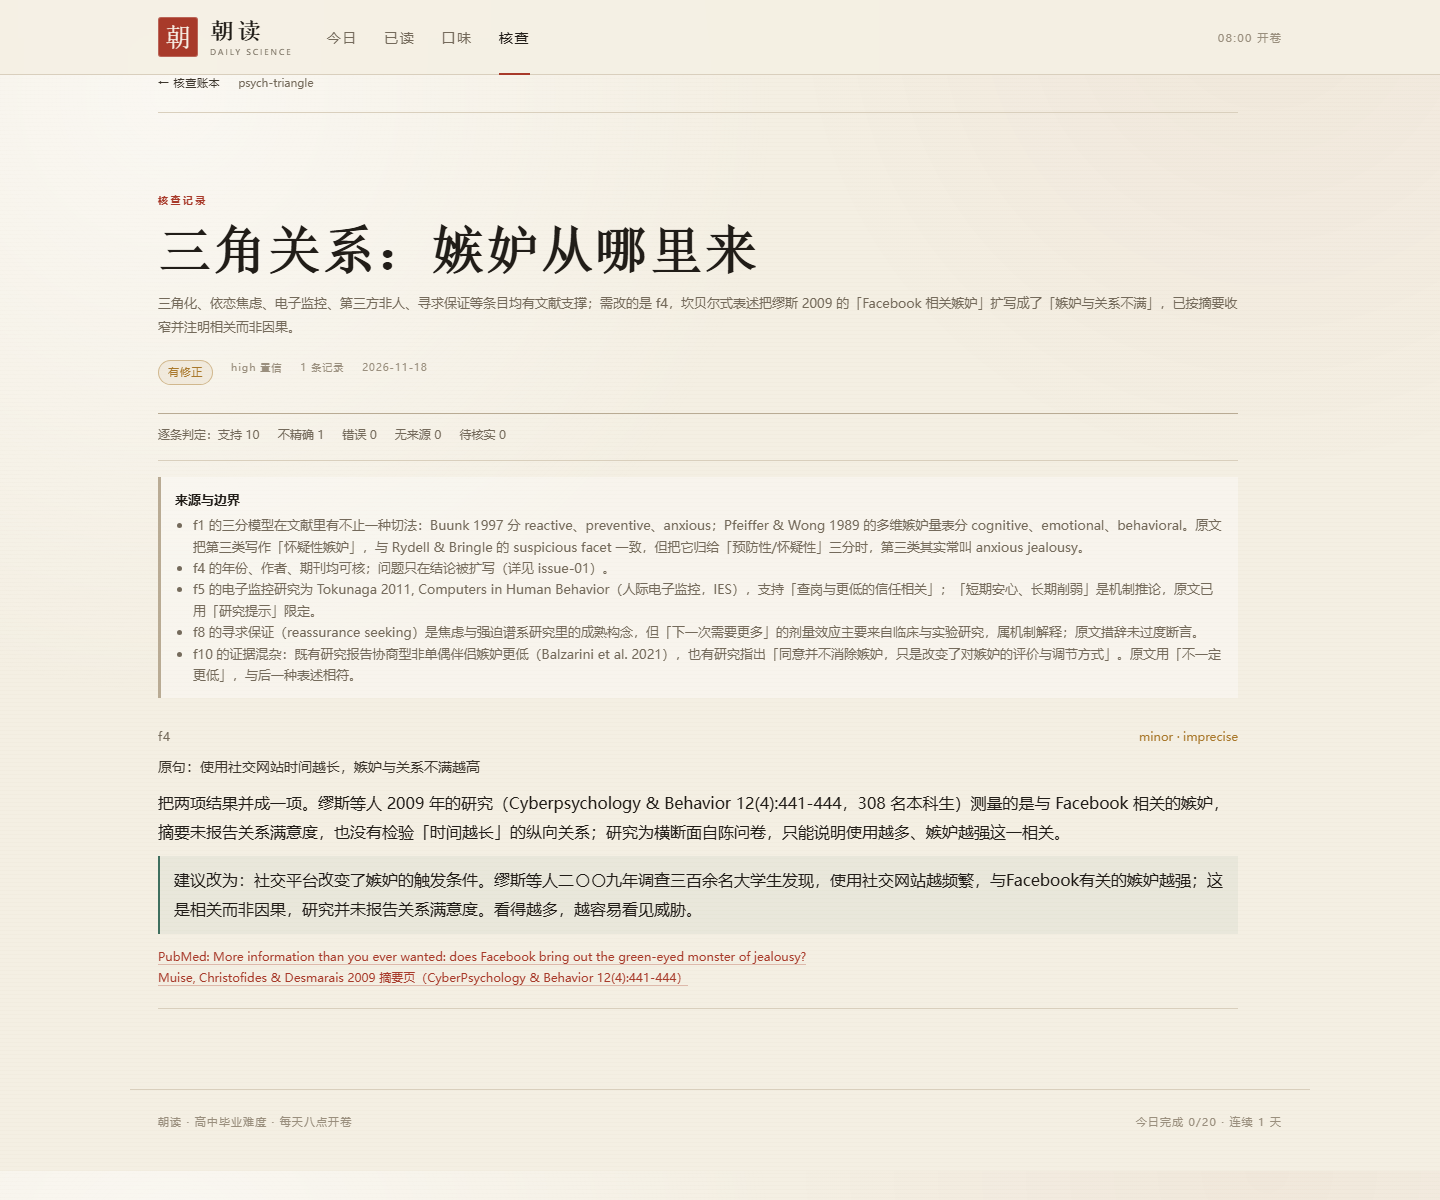 朝 朝读
DAILY SCIENCE
今日 已读 口味 核查
08:00 开卷
← 核查账本 psych-triangle
核查记录
三角关系：嫉妒从哪里来
三角化、依恋焦虑、电子监控、第三方非人、寻求保证等条目均有文献支撑；需改的是 f4，坎贝尔式表述把缪斯 2009 的「Facebook 相关嫉妒」扩写成了「嫉妒与关系不满」，已按摘要收
窄并注明相关而非因果。
有修正 high 置信 1 条记录 2026-11-18
逐条判定：支持 10 不精确 1 错误 0 无来源 0 待核实 0
来源与边界
f1 的三分模型在文献里有不止一种切法：Buunk 1997 分 reactive、preventive、anxious；Pfeiffer & Wong 1989 的多维嫉妒量表分 cognitive、emotional、behavioral。原文
把第三类写作「怀疑性嫉妒」，与 Rydell & Bringle 的 suspicious facet 一致，但把它归给「预防性/怀疑性」三分时，第三类其实常叫 anxious jealousy。
f4 的年份、作者、期刊均可核；问题只在结论被扩写（详见 issue-01）。
f5 的电子监控研究为 Tokunaga 2011, Computers in Human Behavior（人际电子监控，IES），支持「查岗与更低的信任相关」；「短期安心、长期削弱」是机制推论，原文已
用「研究提示」限定。
f8 的寻求保证（reassurance seeking）是焦虑与强迫谱系研究里的成熟构念，但「下一次需要更多」的剂量效应主要来自临床与实验研究，属机制解释；原文措辞未过度断言。
f10 的证据混杂：既有研究报告协商型非单偶伴侣嫉妒更低（Balzarini et al. 2021），也有研究指出「同意并不消除嫉妒，只是改变了对嫉妒的评价与调节方式」。原文用「不一定
更低」，与后一种表述相符。
f4
minor · imprecise
原句：使用社交网站时间越长，嫉妒与关系不满越高
把两项结果并成一项。缪斯等人 2009 年的研究（Cyberpsychology & Behavior 12(4):441-444，308 名本科生）测量的是与 Facebook 相关的嫉妒，
摘要未报告关系满意度，也没有检验「时间越长」的纵向关系；研究为横断面自陈问卷，只能说明使用越多、嫉妒越强这一相关。
建议改为：社交平台改变了嫉妒的触发条件。缪斯等人二〇〇九年调查三百余名大学生发现，使用社交网站越频繁，与Facebook有关的嫉妒越强；这
是相关而非因果，研究并未报告关系满意度。看得越多，越容易看见威胁。
PubMed: More information than you ever wanted: does Facebook bring out the green-eyed monster of jealousy?
Muise, Christofides & Desmarais 2009 摘要页（CyberPsychology & Behavior 12(4):441-444）
朝读 · 高中毕业难度 · 每天八点开卷
今日完成 0/20 · 连续 1 天